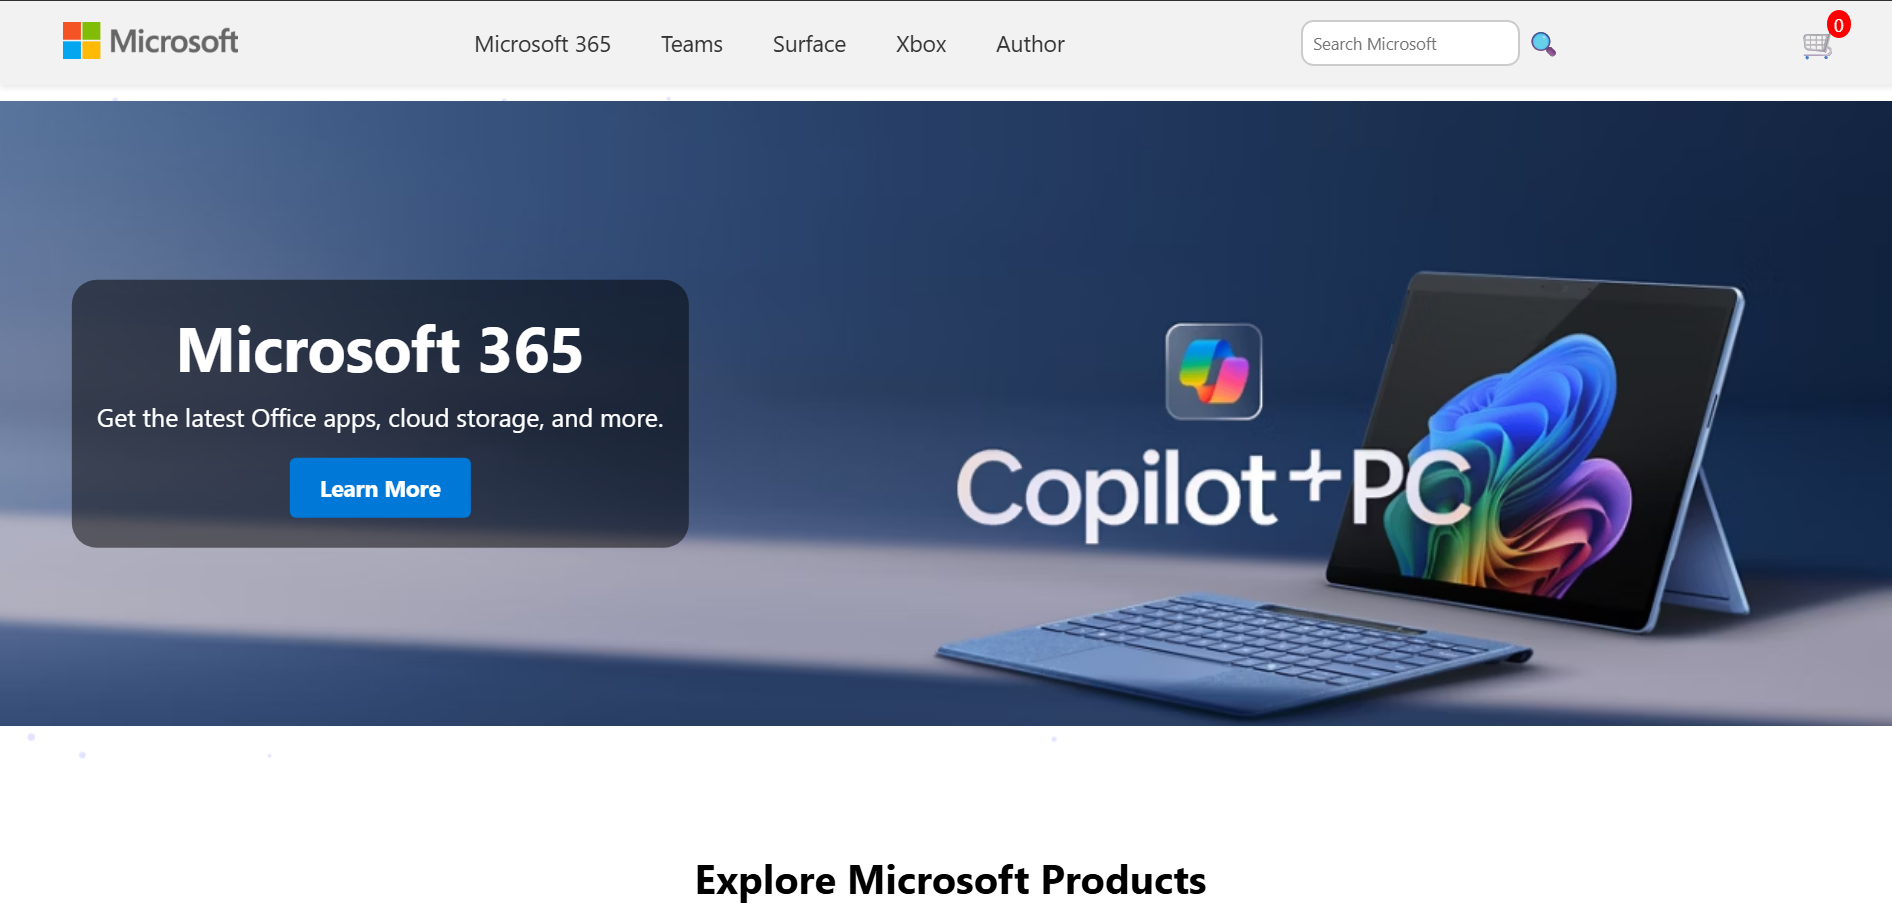 Microsoft
Microsoft 365
Teams
Surface
Xbox
Author
Search Microsoft
0
Microsoft 365
Get the latest Office apps, cloud storage, and more.
Learn More
Copilot+PC
Explore Microsoft Products